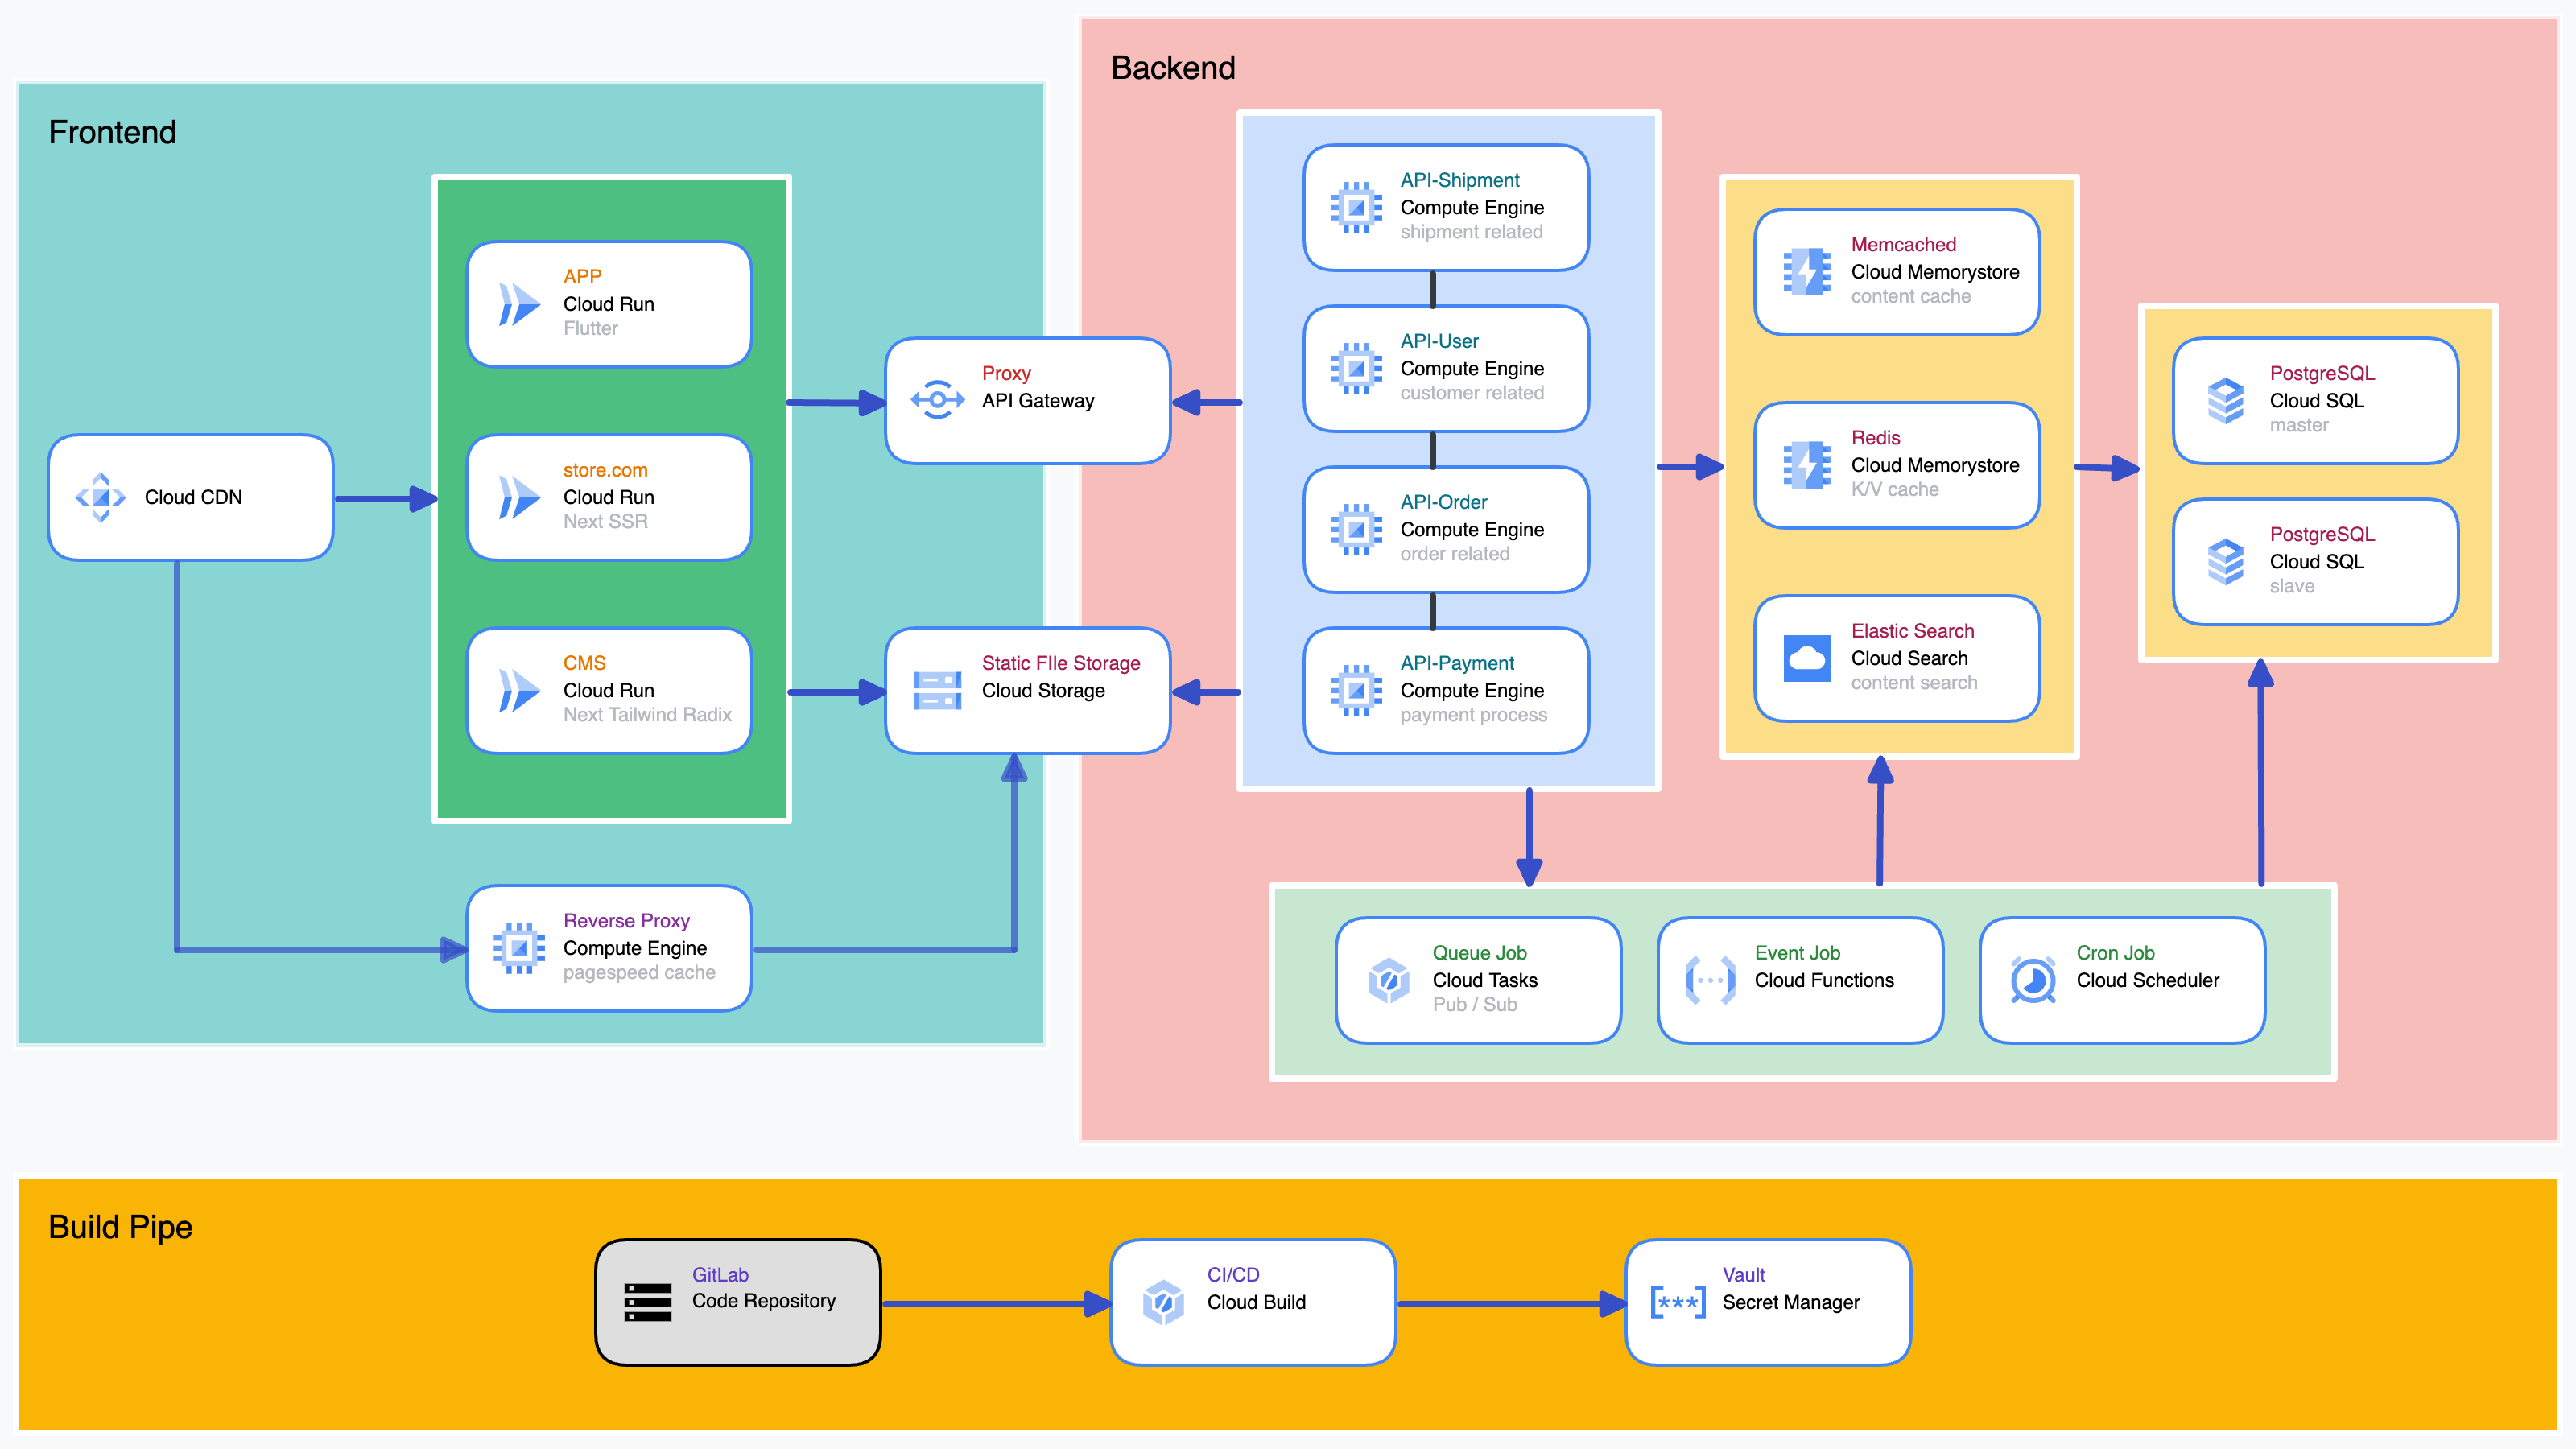 Frontend
Cloud CDN
APP
Cloud Run
Flutter
store.com
Cloud Run
Next SSR
CMS
Cloud Run
Next Tailwind Radix
Reverse Proxy
Compute Engine
pagespeed cache
Proxy
API Gateway
Static FIle Storage
Cloud Storage
Backend
API-Shipment
Compute Engine
shipment related
API-User
Compute Engine
customer related
API-Order
Compute Engine
order related
API-Payment
Compute Engine
payment process
Memcached
Cloud Memorystore
content cache
Redis
Cloud Memorystore
K/V cache
Elastic Search
Cloud Search
content search
PostgreSQL
Cloud SQL
master
PostgreSQL
Cloud SQL
slave
Queue Job
Cloud Tasks
Pub / Sub
Event Job
Cloud Functions
Cron Job
Cloud Scheduler
Build Pipe
GitLab
Code Repository
CI/CD
Cloud Build
[***]
Vault
Secret Manager